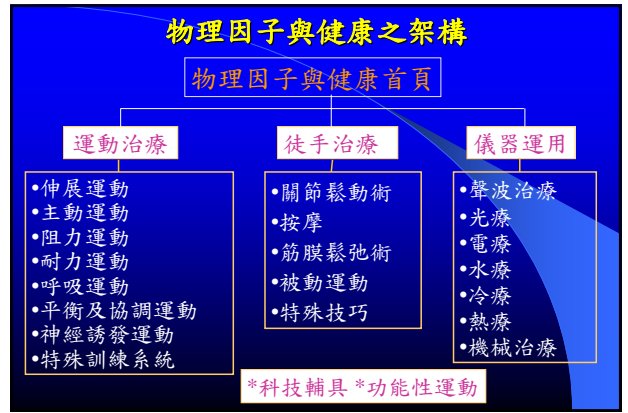 物理因子與健康之架構
物理因子與健康首頁
運動治療
•伸展運動
•主動運動
•阻力運動
•耐力運動
•呼吸運動
•平衡及協調運動
•神經誘發運動
•特殊訓練系統
徒手治療
•關節鬆動術
•按摩
•筋膜鬆弛術
•被動運動
•特殊技巧
儀器運用
•聲波治療
•光療
•電療
•水療
•冷療
•熱療
•機械治療
*科技輔具 *功能性運動